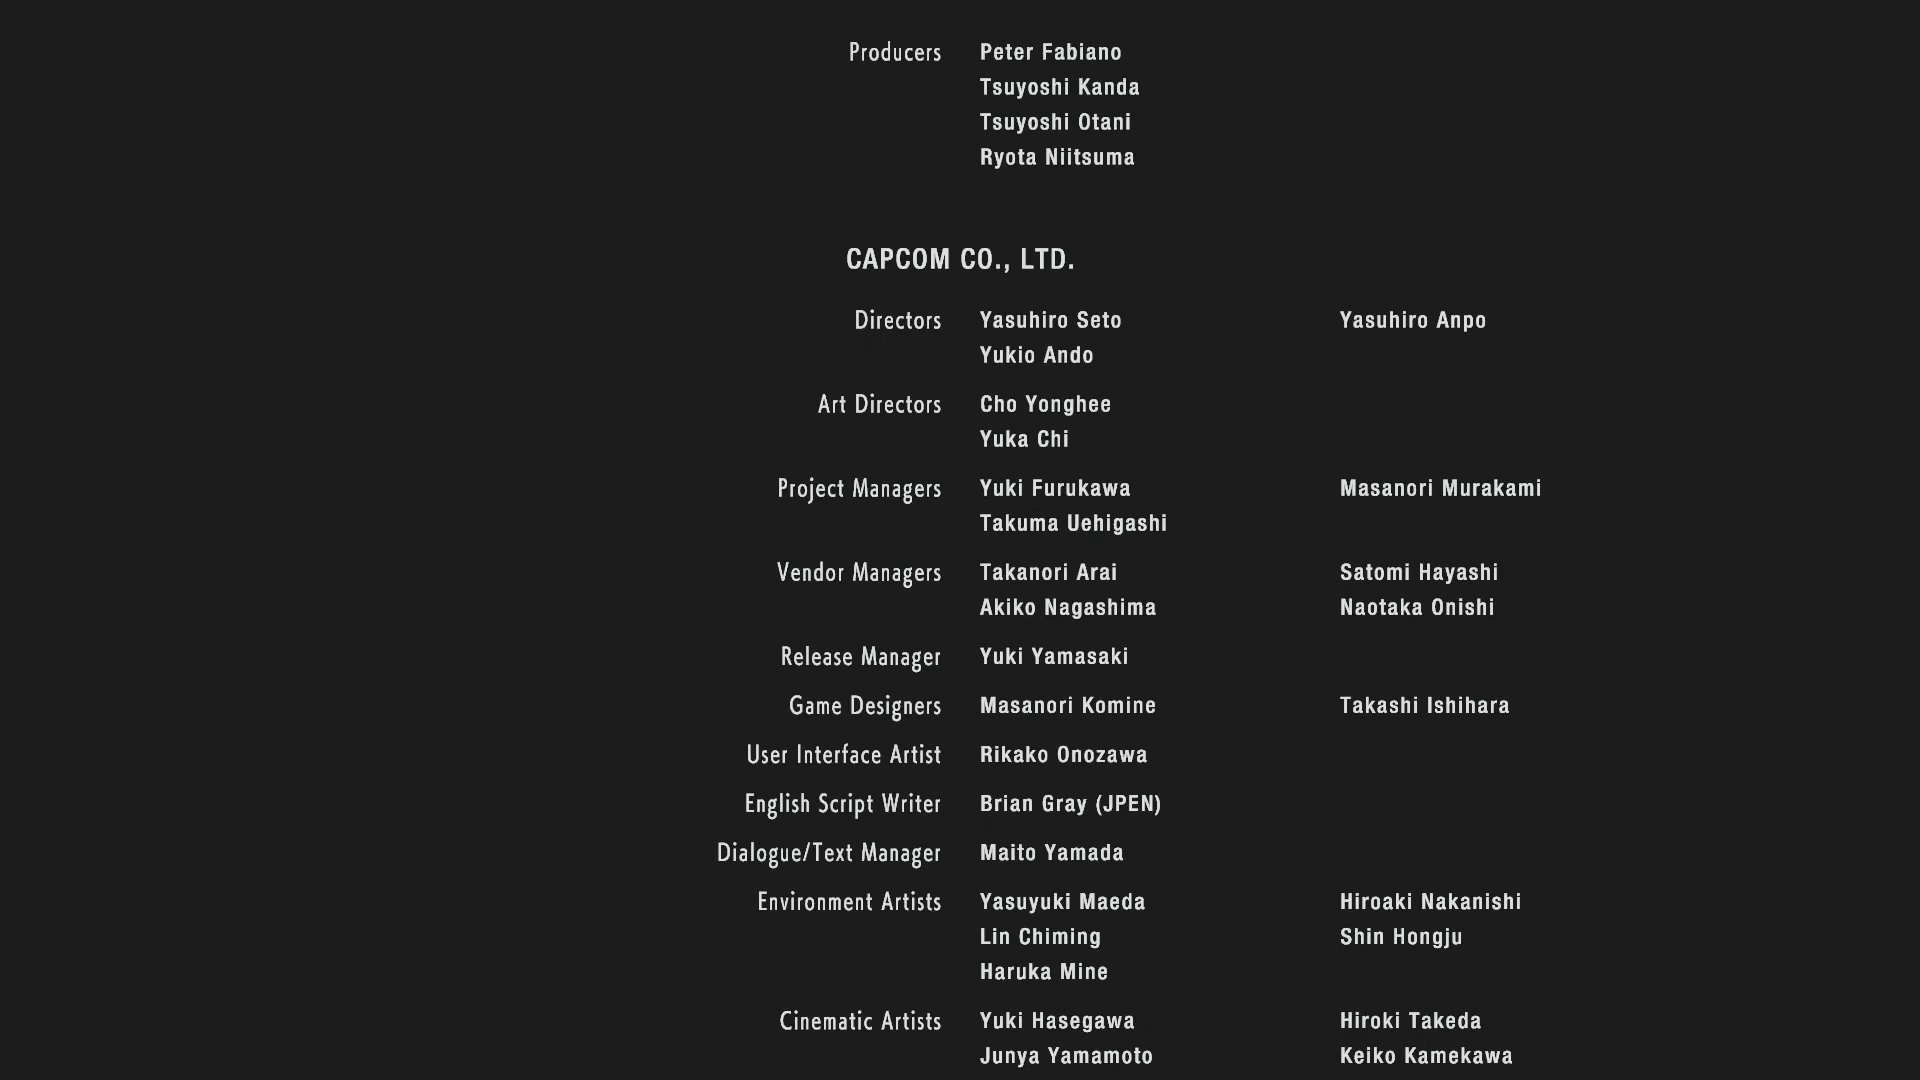 Producers Peter Fabiano
Tsuyoshi Kanda
Tsuyoshi Otani
Ryota Niitsuma
CAPCOM CO., LTD.
Directors Yasuhiro Seto Yasuhiro Anpo
Yukio Ando
Art Directors Cho Yonghee
Yuka Chi
Project Managers Yuki Furukawa Masanori Murakami
Takuma Uehigashi
Vendor Managers Takanori Arai Satomi Hayashi
Akiko Nagashima Naotaka Onishi
Release Manager Yuki Yamasaki
Game Designers Masanori Komine Takashi Ishihara
User Interface Artist Rikako Onozawa
English Script Writer Brian Gray (JPEN)
Dialogue/Text Manager Maito Yamada
Environment Artists Yasuyuki Maeda Hiroaki Nakanishi
Lin Chiming Shin Hongju
Haruka Mine
Cinematic Artists Yuki Hasegawa Hiroki Takeda
Junya Yamamoto Keiko Kamekawa